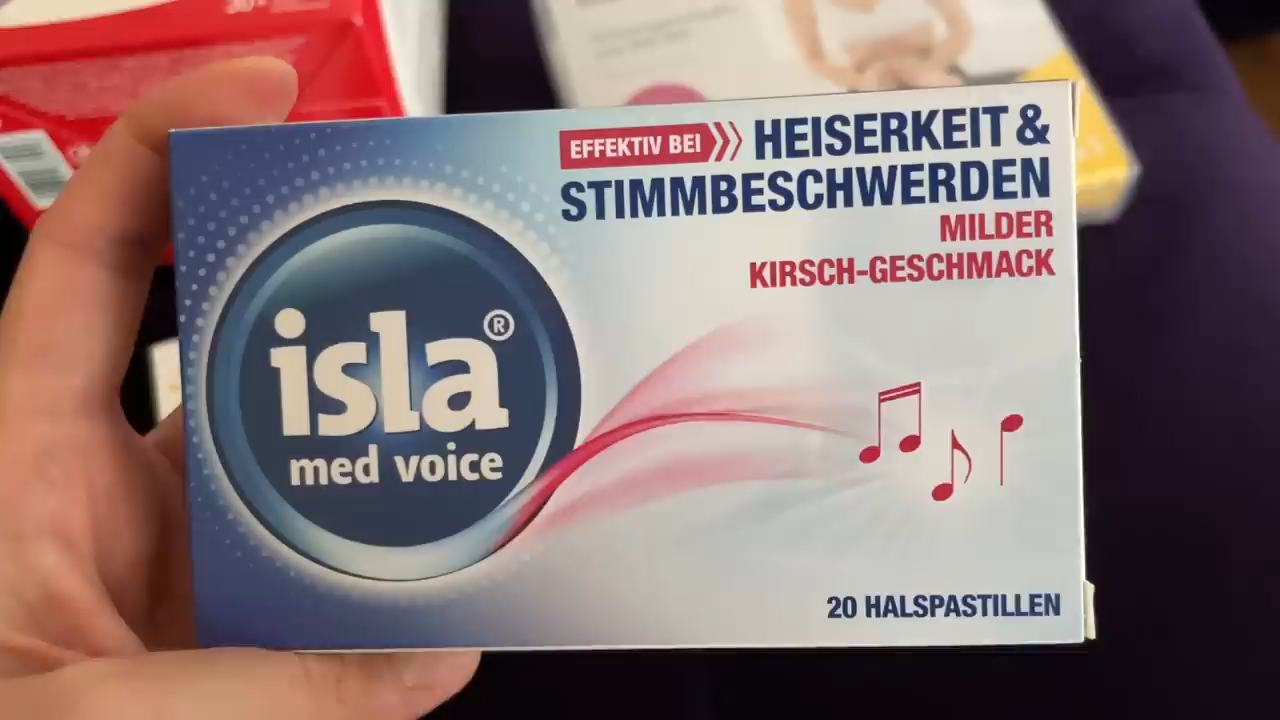 EFFEKTIV BEI HEISERKEIT &
STIMMBESCHWERDEN
MILDER
KIRSCH-GESCHMACK
isla®
med voice
20 HALSPASTILLEN